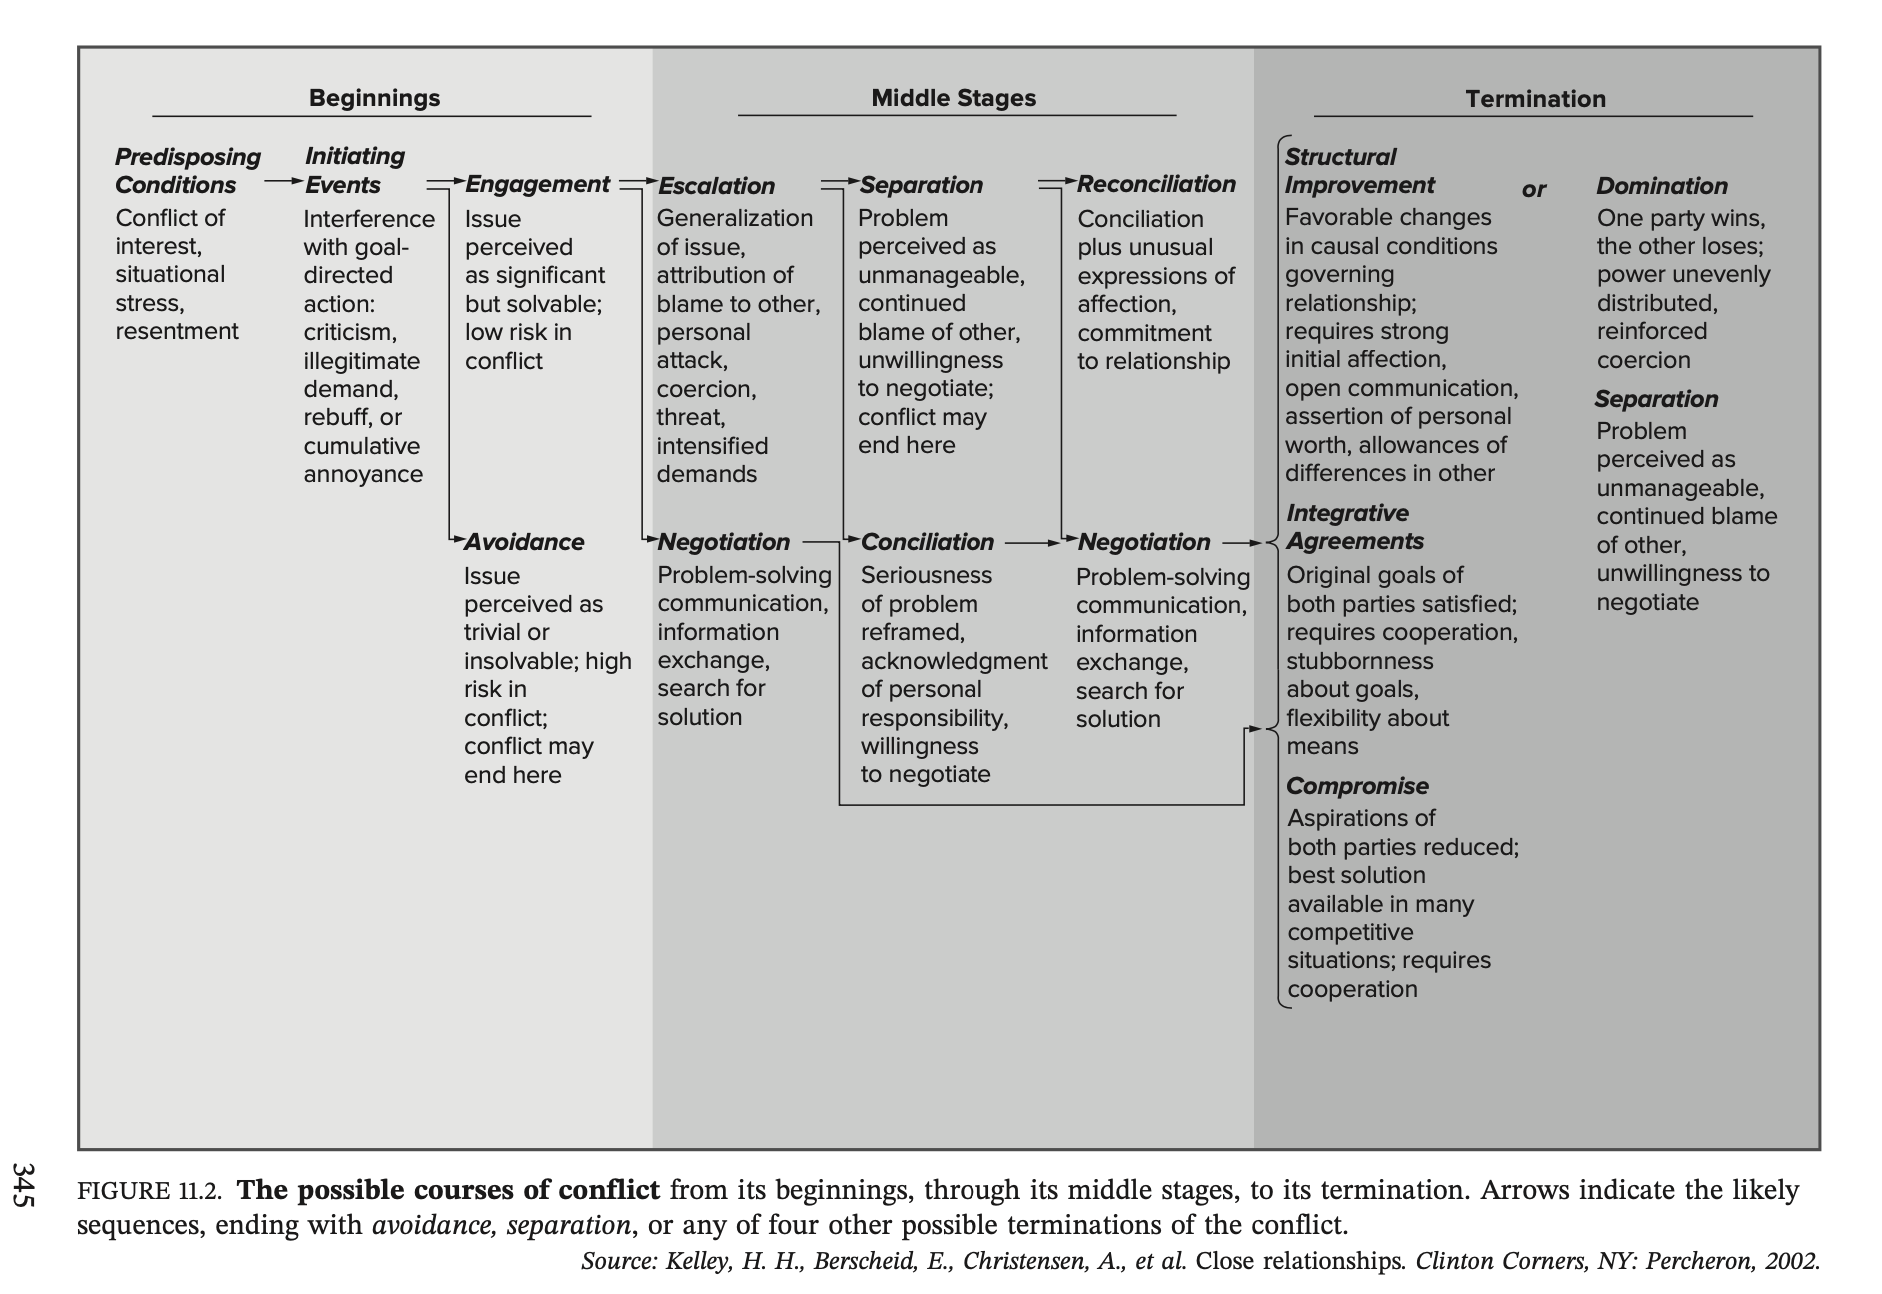 Beginnings
Predisposing
Conditions
Conflict of
interest,
situational
stress,
resentment
Initiating
Events
Interference
with goal-
directed
action:
criticism,
illegitimate
demand,
rebuff, or
cumulative
annoyance
Engagement
Issue
perceived
as significant
but solvable;
low risk in
conflict
Avoidance
Issue
perceived as
trivial or
insolvable; high
risk in
conflict;
conflict may
end here
Middle Stages
Escalation
Generalization
of issue,
attribution of
blame to other,
personal
attack,
coercion,
threat,
intensified
demands
Negotiation
Problem-solving
communication,
information
exchange,
search for
solution
Separation
Problem
perceived as
unmanageable,
continued
blame of other,
unwillingness
to negotiate;
conflict may
end here
Conciliation
Seriousness
of problem
reframed,
acknowledgment
of personal
responsibility,
willingness
to negotiate
Reconciliation
Conciliation
plus unusual
expressions of
affection,
commitment
to relationship
Negotiation
Problem-solving
communication,
information
exchange,
search for
solution
Termination
Structural
Improvement
Favorable changes
in causal conditions
governing
relationship;
requires strong
initial affection,
open communication,
assertion of personal
worth, allowances of
differences in other
Integrative
Agreements
Original goals of
both parties satisfied;
requires cooperation,
stubbornness
about goals,
flexibility about
means
Compromise
Aspirations of
both parties reduced;
best solution
available in many
competitive
situations; requires
cooperation
or
Domination
One party wins,
the other loses;
power unevenly
distributed,
reinforced
coercion
Separation
Problem
perceived as
unmanageable,
continued blame
of other,
unwillingness to
negotiate
345
FIGURE 11.2. The possible courses of conflict from its beginnings, through its middle stages, to its termination. Arrows indicate the likely
sequences, ending with avoidance, separation, or any of four other possible terminations of the conflict.
Source: Kelley, H. H., Berscheid, E., Christensen, A., et al. Close relationships. Clinton Corners, NY: Percheron, 2002.